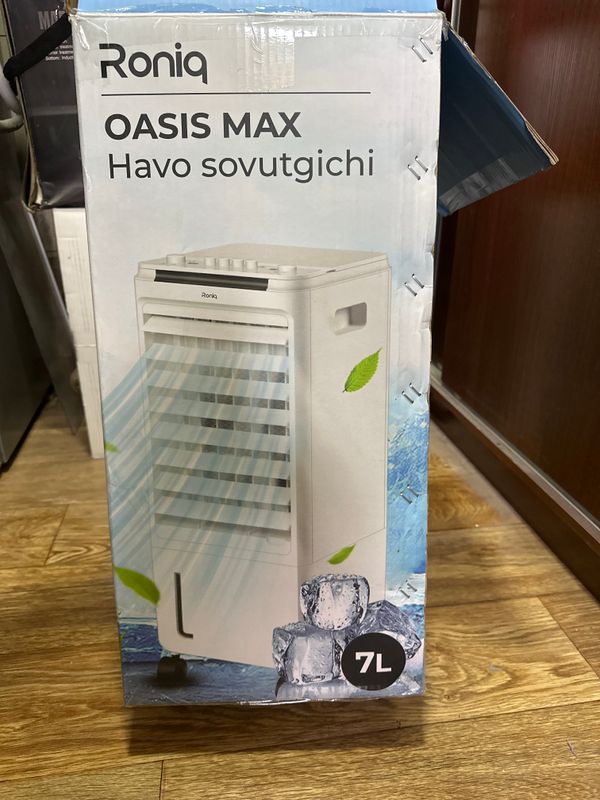 Roniq
OASIS MAX
Havo sovutgichi
Roniq
7L